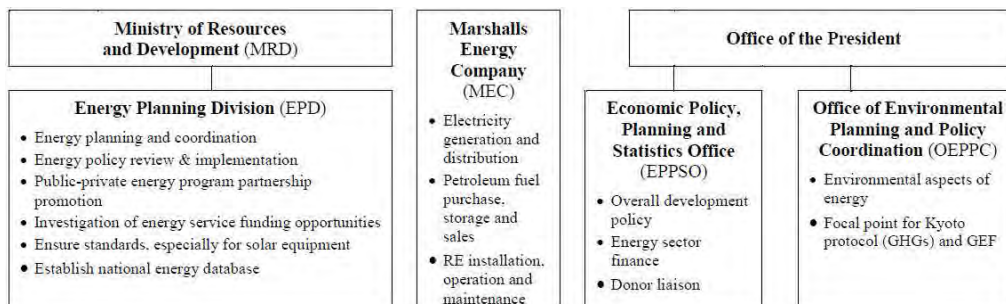 Ministry of Resources
and Development (MRD)
Energy Planning Division (EPD)
• Energy planning and coordination
• Energy policy review & implementation
• Public-private energy program partnership
promotion
• Investigation of energy service funding opportunities
• Ensure standards, especially for solar equipment
• Establish national energy database
Marshalls
Energy
Company
(MEC)
• Electricity
generation and
distribution
• Petroleum fuel
purchase,
storage and
sales
• RE installation,
operation and
maintenance
Office of the President
Economic Policy,
Planning and
Statistics Office
(EPPSO)
• Overall development
policy
• Energy sector
finance
• Donor liaison
Office of Environmental
Planning and Policy
Coordination (OEPPC)
• Environmental aspects of
energy
• Focal point for Kyoto
protocol (GHGs) and GEF